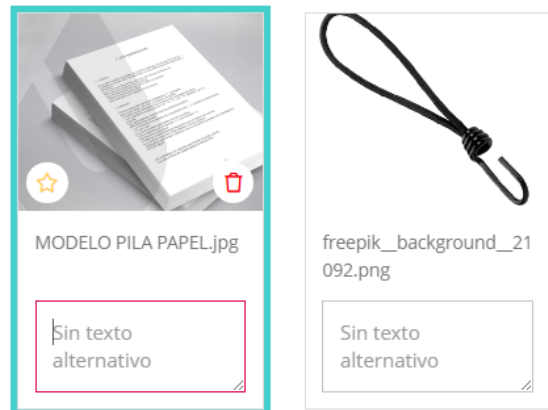 MODELO PILA PAPEL.jpg
Sin texto
alternativo
freepik__background__21
092.png
Sin texto
alternativo